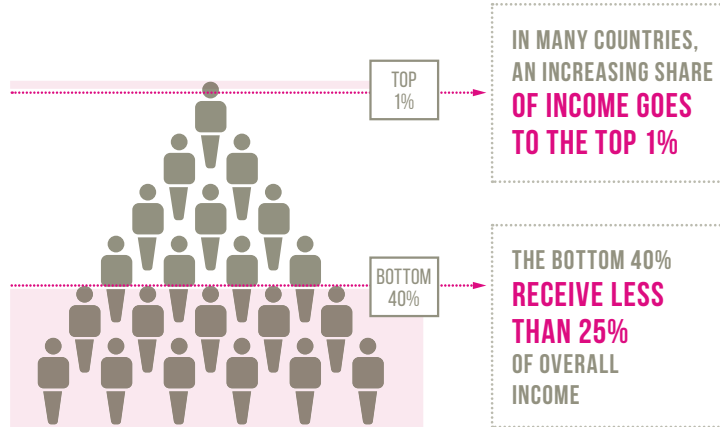 TOP
1%
IN MANY COUNTRIES,
AN INCREASING SHARE
OF INCOME GOES
TO THE TOP 1%
BOTTOM
40%
THE BOTTOM 40%
RECEIVE LESS
THAN 25%
OF OVERALL
INCOME